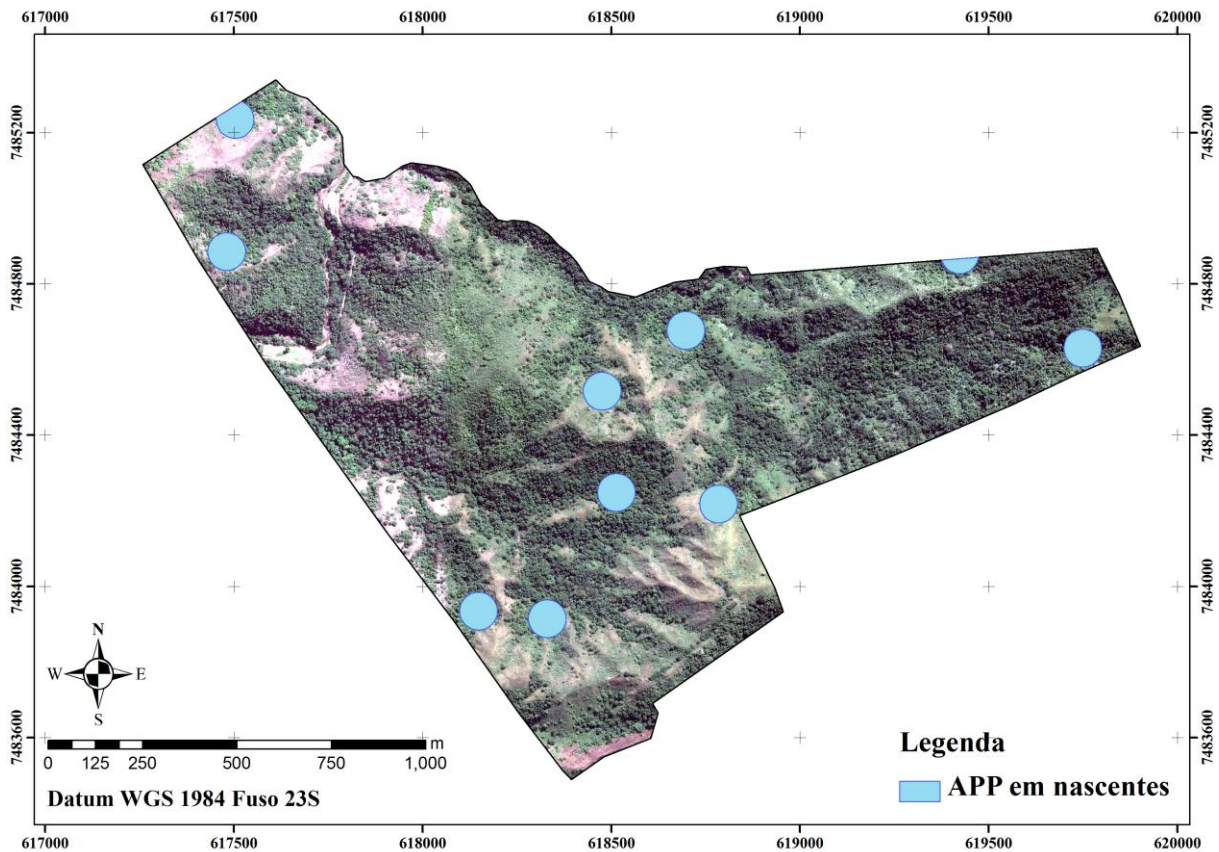 617000 617500 618000 618500 619000 619500 620000
7485200 7485200
7484800 7484800
7484400 7484400
7484000 7484000
7483600 7483600
N
W E
S
m
0 125 250 500 750 1,000
Datum WGS 1984 Fuso 23S
Legenda
APP em nascentes
617000 617500 618000 618500 619000 619500 620000